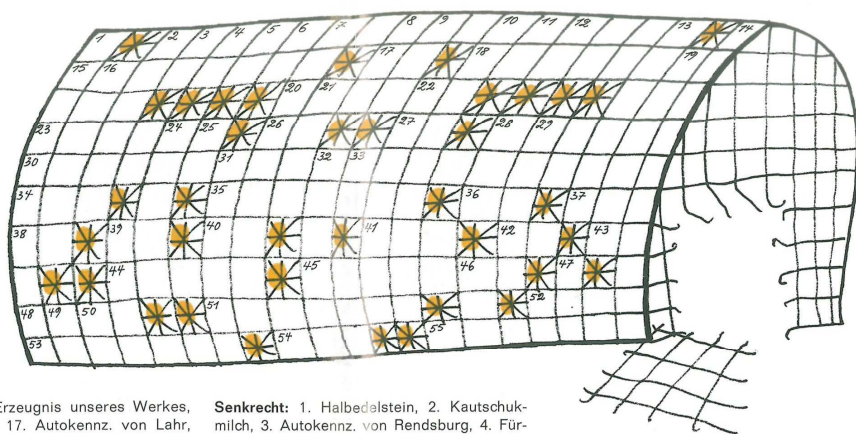 1 2 3 4 5 6 7 8 9 10 11 12 13 14
15 16 17 18 19
20 21 22
23 24 25 26 27 28 29
30 31 32 33
34 35 36 37
38 39 40 41 42 43
44 45 46 47
48 49 50 51 52
53 54 55
Erzeugnis unseres Werkes,
17. Autokennz. von Lahr,
Senkrecht: 1. Halbedelstein, 2. Kautschuk-
milch, 3. Autokennz. von Rendsburg, 4. Für-